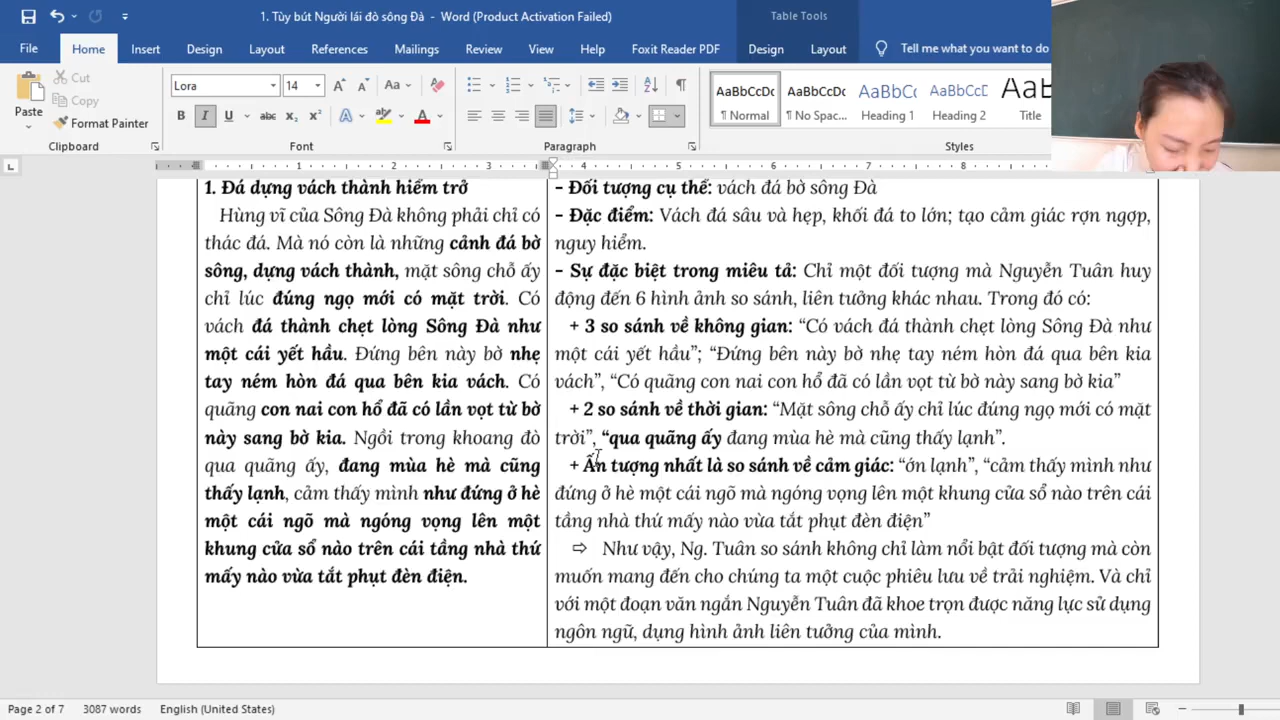 1. Tùy bút Người lái đò sông Đà - Word (Product Activation Failed)
Table Tools
File Home Insert Design Layout References Mailings Review View Help Foxit Reader PDF Design Layout Tell me what you want to do
Paste
Cut
Copy
Format Painter
Clipboard
Lora 14
Font
Paragraph
AaBbCcDc AaBbCcDc AaBbCc AaBbCcD
¶ Normal ¶ No Spac... Heading 1 Heading 2 Title
Styles
1. Đá dựng vách thành hiểm trở
Hùng vĩ của Sông Đà không phải chỉ có
thác đá. Mà nó còn là những cảnh đá bờ
sông, dựng vách thành, mặt sông chỗ ấy
chỉ lúc đúng ngọ mới có mặt trời. Có
vách đá thành chẹt lòng Sông Đà như
một cái yết hầu. Đứng bên này bờ nhẹ
tay ném hòn đá qua bên kia vách. Có
quãng con nai con hổ đã có lần vọt từ bờ
này sang bờ kia. Ngồi trong khoang đò
qua quãng ấy, đang mùa hè mà cũng
thấy lạnh, cảm thấy mình như đứng ở hè
một cái ngõ mà ngóng vọng lên một
khung cửa sổ nào trên cái tầng nhà thứ
mấy nào vừa tắt phụt đèn điện.
- Đối tượng cụ thể: vách đá bờ sông Đà
- Đặc điểm: Vách đá sâu và hẹp, khối đá to lớn; tạo cảm giác rợn ngợp,
nguy hiểm.
- Sự đặc biệt trong miêu tả: Chỉ một đối tượng mà Nguyễn Tuân huy
động đến 6 hình ảnh so sánh, liên tưởng khác nhau. Trong đó có:
+ 3 so sánh về không gian: “Có vách đá thành chẹt lòng Sông Đà như
một cái yết hầu”; “Đứng bên này bờ nhẹ tay ném hòn đá qua bên kia
vách”, “Có quãng con nai con hổ đã có lần vọt từ bờ này sang bờ kia”
+ 2 so sánh về thời gian: “Mặt sông chỗ ấy chỉ lúc đúng ngọ mới có mặt
trời”, “qua quãng ấy đang mùa hè mà cũng thấy lạnh”.
+ Ấn tượng nhất là so sánh về cảm giác: “ớn lạnh”, “cảm thấy mình như
đứng ở hè một cái ngõ mà ngóng vọng lên một khung cửa sổ nào trên cái
tầng nhà thứ mấy nào vừa tắt phụt đèn điện”
⇨ Như vậy, Ng. Tuân so sánh không chỉ làm nổi bật đối tượng mà còn
muốn mang đến cho chúng ta một cuộc phiêu lưu về trải nghiệm. Và chỉ
với một đoạn văn ngắn Nguyễn Tuân đã khoe trọn được năng lực sử dụng
ngôn ngữ, dụng hình ảnh liên tưởng của mình.
Page 2 of 7 3087 words English (United States)